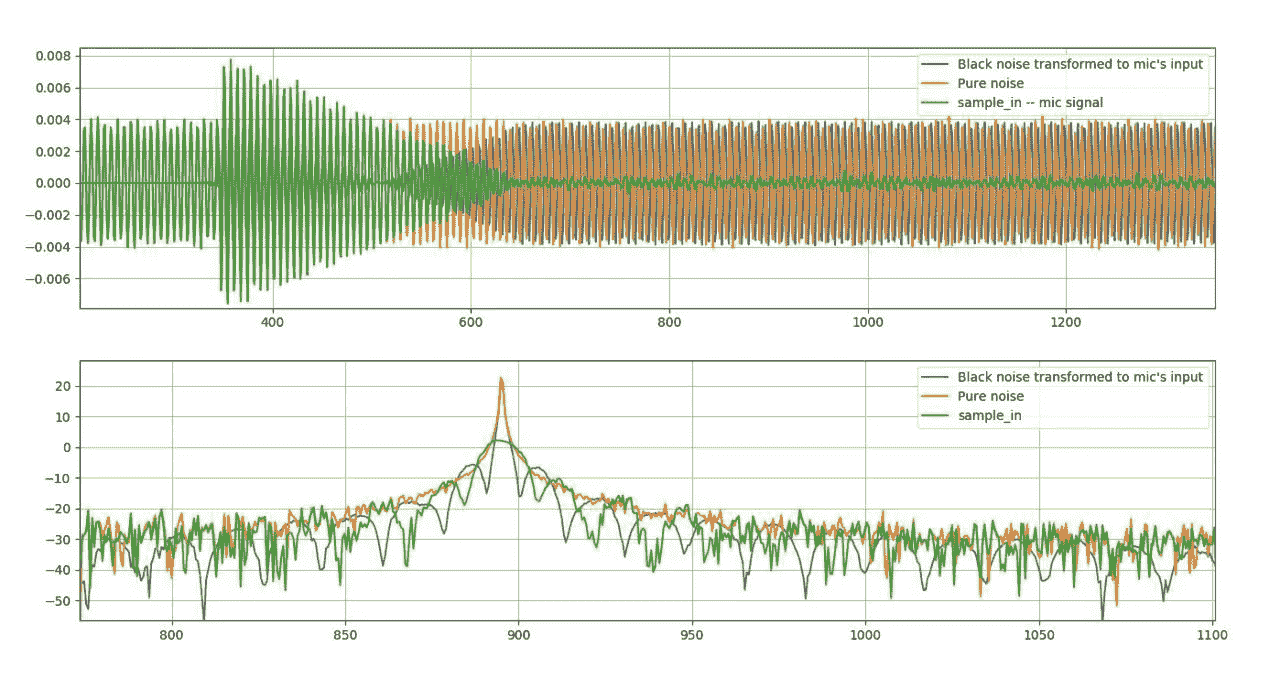 0.008
0.006
0.004
0.002
0.000
−0.002
−0.004
−0.006
Black noise transformed to mic's input
Pure noise
sample_in -- mic signal
400 600 800 1000 1200
20
10
0
−10
−20
−30
−40
−50
Black noise transformed to mic's input
Pure noise
sample_in
800 850 900 950 1000 1050 1100